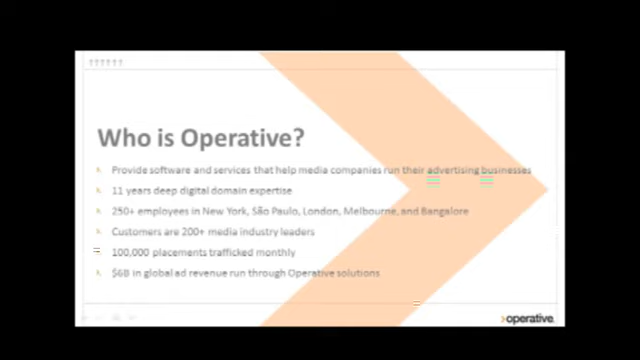 Who is Operative?
Provide software and services that help media companies run their advertising businesses
11 years deep digital domain expertise
250+ employees in New York, São Paulo, London, Melbourne, and Bangalore
Customers are 200+ media industry leaders
100,000 placements trafficked monthly
$6B in global ad revenue run through Operative solutions
operative.